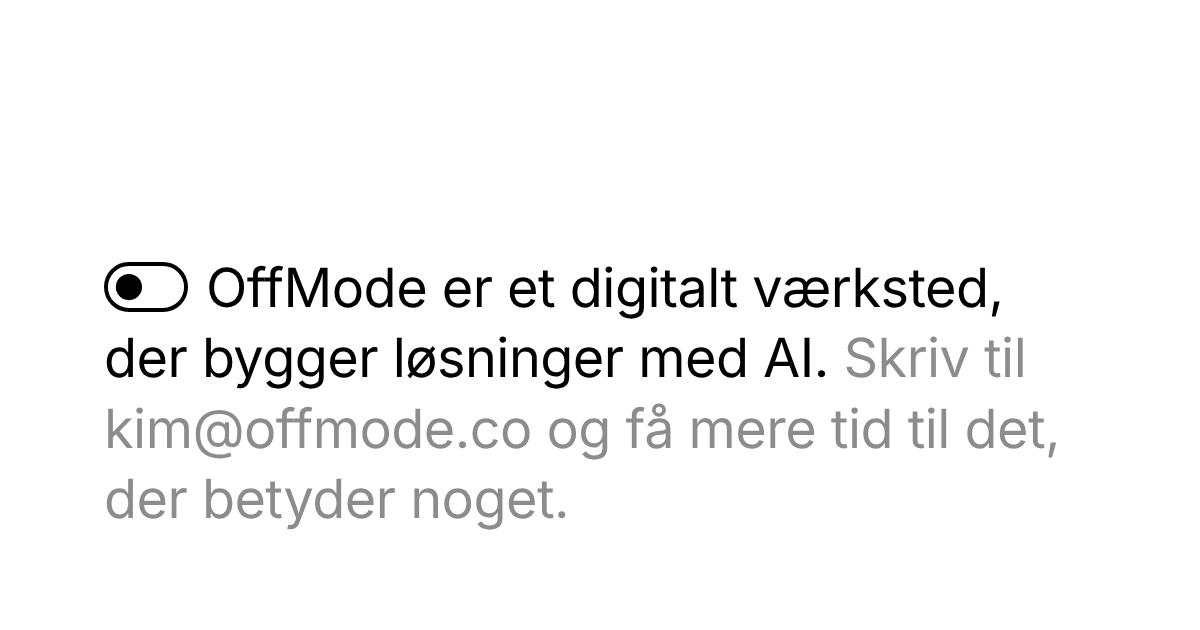 OffMode er et digitalt værksted,
der bygger løsninger med AI. Skriv til
kim@offmode.co og få mere tid til det,
der betyder noget.